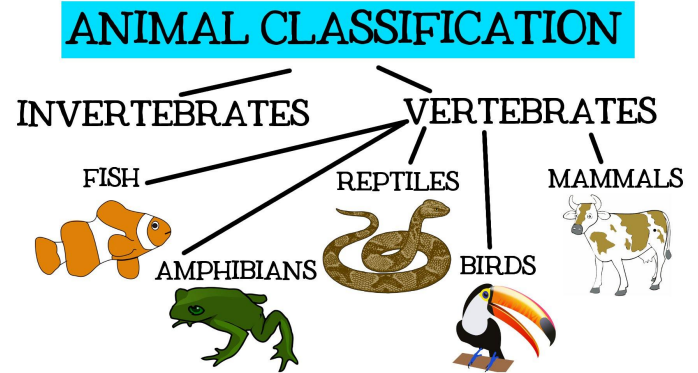 ANIMAL CLASSIFICATION
INVERTEBRATES
VERTEBRATES
FISH
REPTILES
MAMMALS
AMPHIBIANS
BIRDS